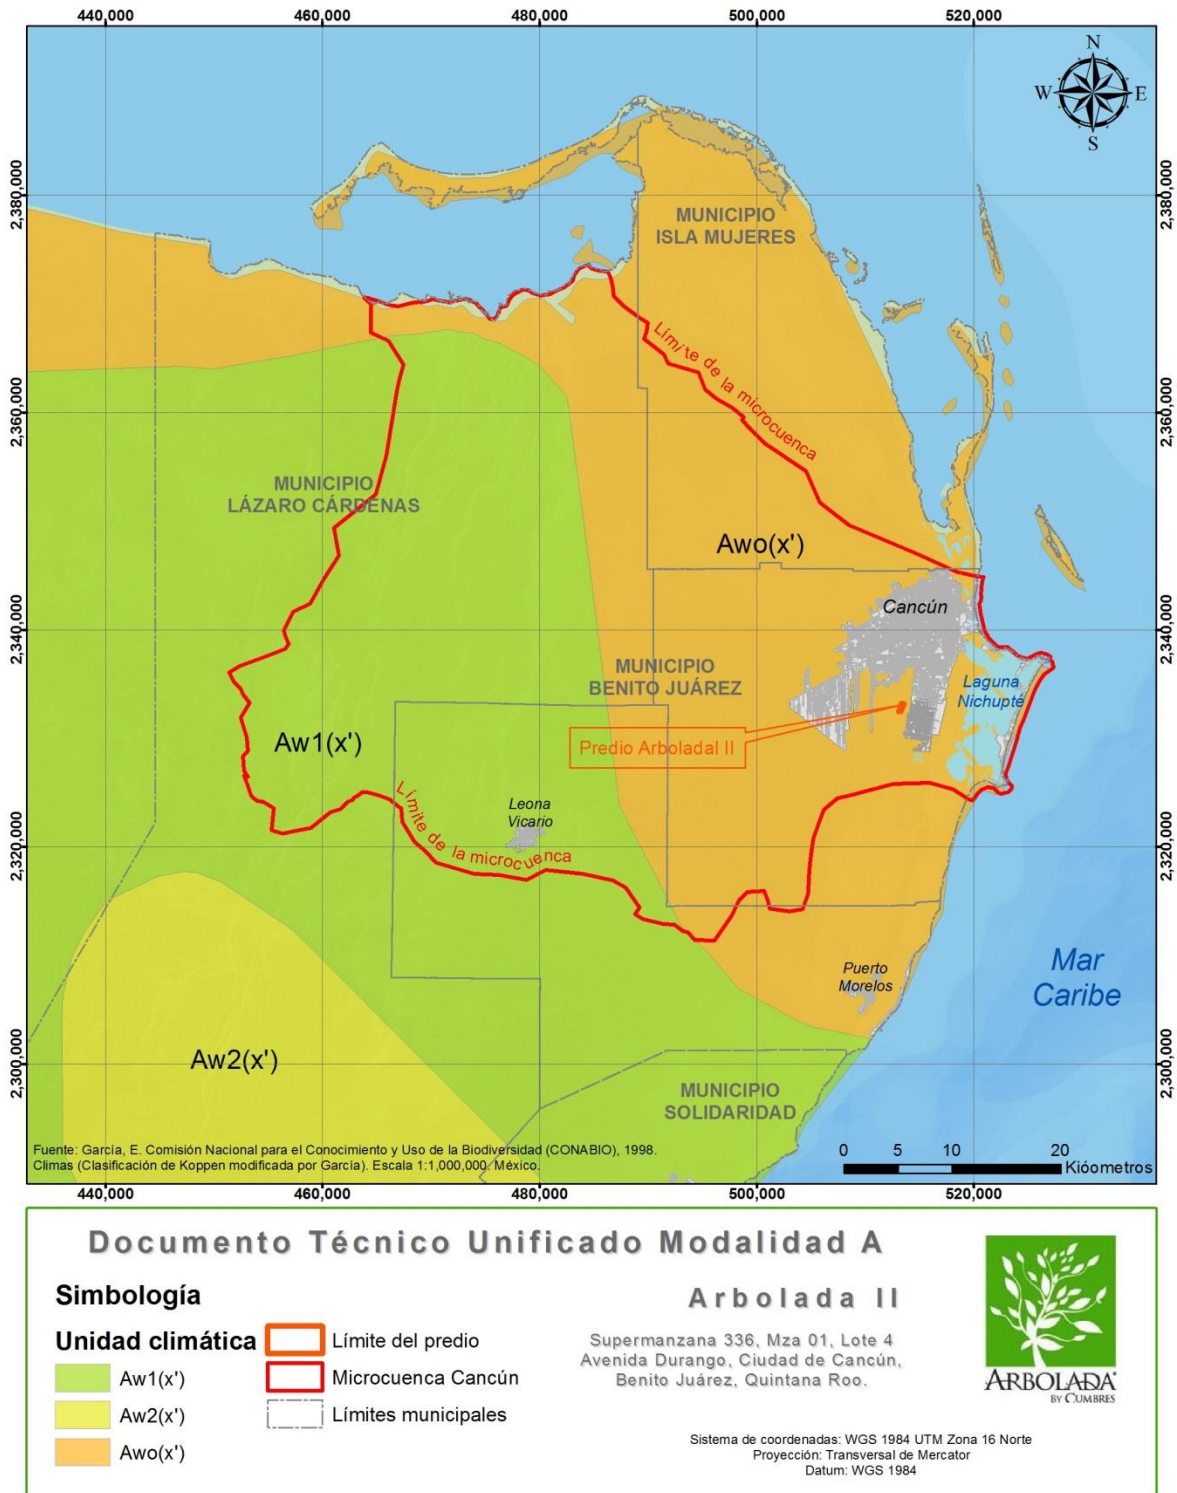 440,000
460,000
480,000
500,000
520,000
N
W
E
S
2,380,000
2,380,000
MUNICIPIO
ISLA MUJERES
Límite de la microcuenca
2,360,000
2,360,000
MUNICIPIO
LÁZARO CÁRDENAS
Awo(x')
Cancún
2,340,000
2,340,000
MUNICIPIO
BENITO JUÁREZ
Laguna
Nichupté
Predio Arboladal II
Aw1(x')
Límite de la microcuenca
Leona
Vicario
2,320,000
2,320,000
Puerto
Morelos
Mar
Caribe
Aw2(x')
2,300,000
2,300,000
MUNICIPIO
SOLIDARIDAD
Fuente: García, E. Comisión Nacional para el Conocimiento y Uso de la Biodiversidad (CONABIO), 1998.
Climas (Clasificación de Koppen modificada por García). Escala 1:1,000,000. México.
0 5 10 20
Kióometros
440,000
460,000
480,000
500,000
520,000
Documento Técnico Unificado Modalidad A
Simbología
Unidad climática
Aw1(x')
Aw2(x')
Awo(x')
Límite del predio
Microcuenca Cancún
Límites municipales
Arbolada II
Supermanzana 336, Mza 01, Lote 4
Avenida Durango, Ciudad de Cancún,
Benito Juárez, Quintana Roo.
Sistema de coordenadas: WGS 1984 UTM Zona 16 Norte
Proyección: Transversal de Mercator
Datum: WGS 1984
ARBOLADA
BY CUMBRES